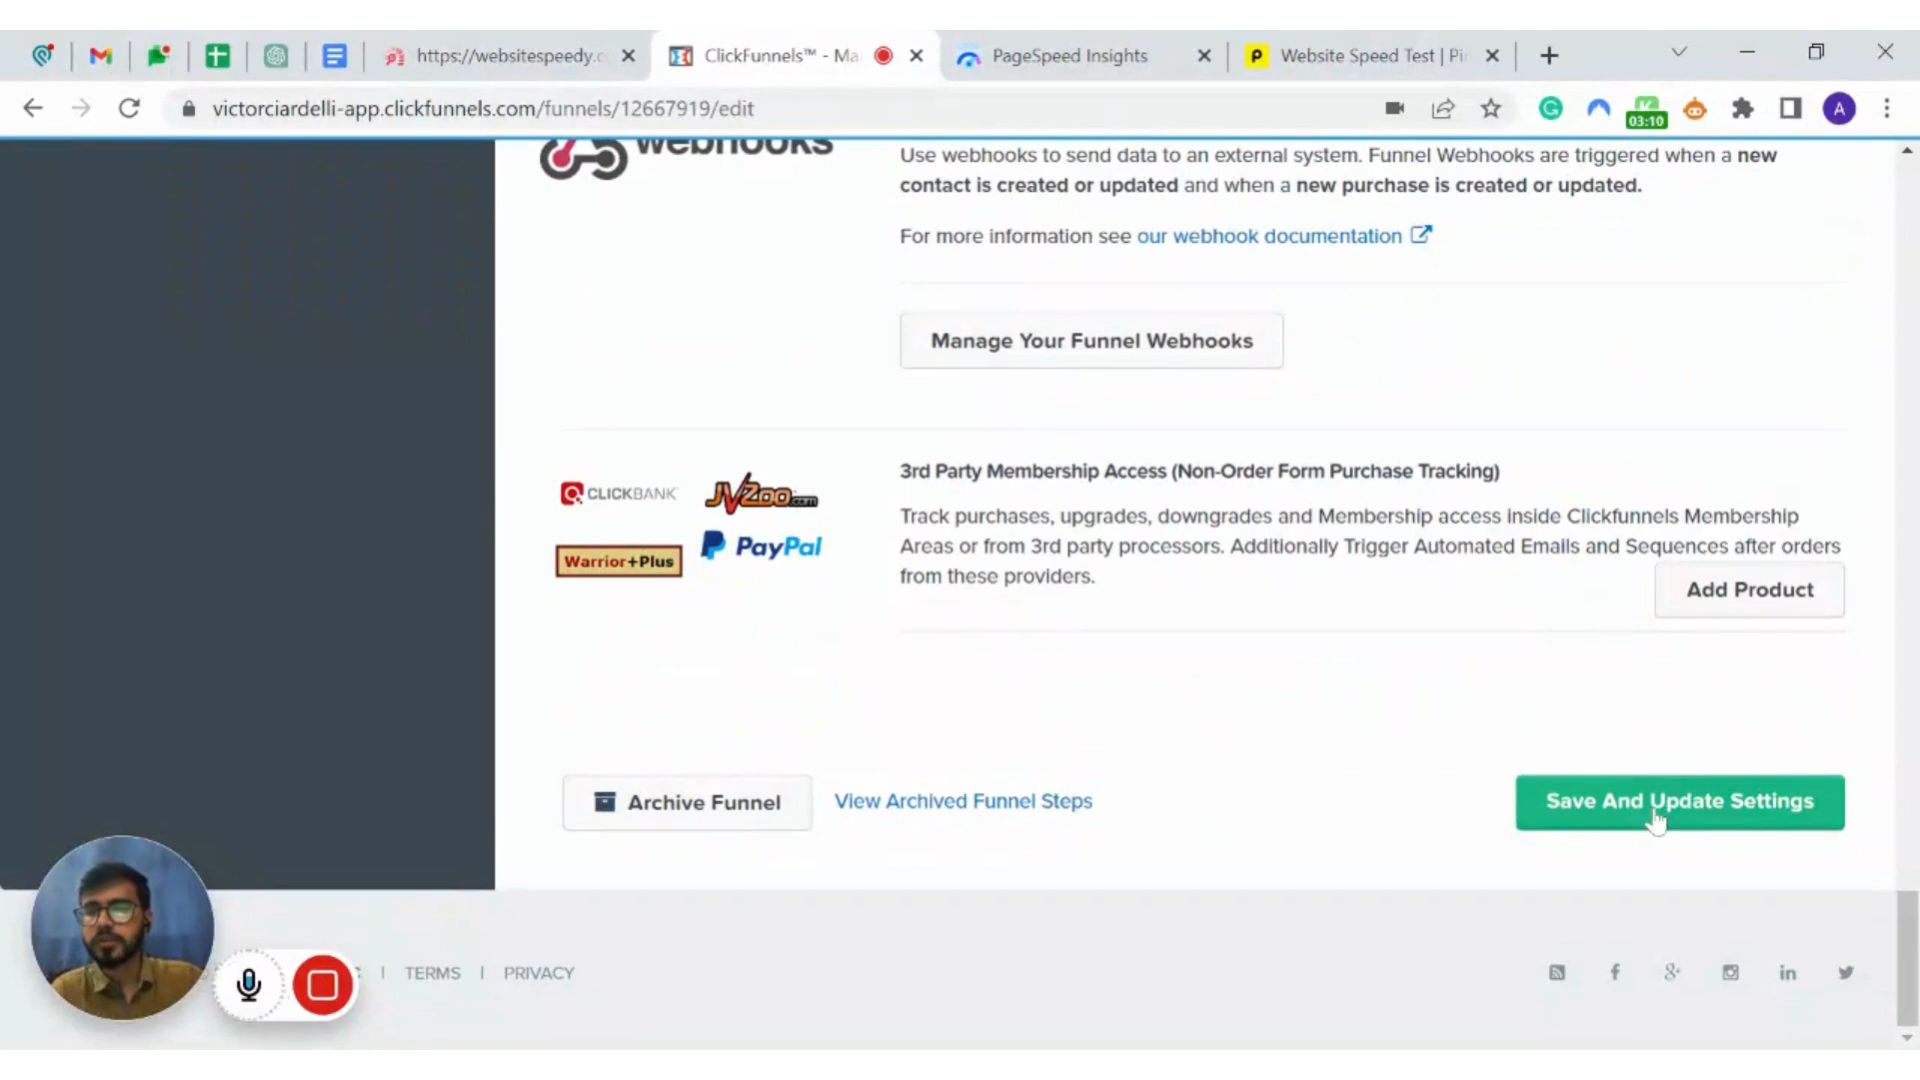 https://websitespeedy.c
ClickFunnels™ - Ma
PageSpeed Insights
P
Website Speed Test | Pi
victorciardelli-app.clickfunnels.com/funnels/12667919/edit
03:10
A
webhooks
Use webhooks to send data to an external system. Funnel Webhooks are triggered when a new
contact is created or updated and when a new purchase is created or updated.
For more information see our webhook documentation
Manage Your Funnel Webhooks
CLICKBANK
JVZoo.com
Warrior+Plus
PayPal
3rd Party Membership Access (Non-Order Form Purchase Tracking)
Track purchases, upgrades, downgrades and Membership access inside Clickfunnels Membership
Areas or from 3rd party processors. Additionally Trigger Automated Emails and Sequences after orders
from these providers.
Add Product
Archive Funnel
View Archived Funnel Steps
Save And Update Settings
| TERMS | PRIVACY